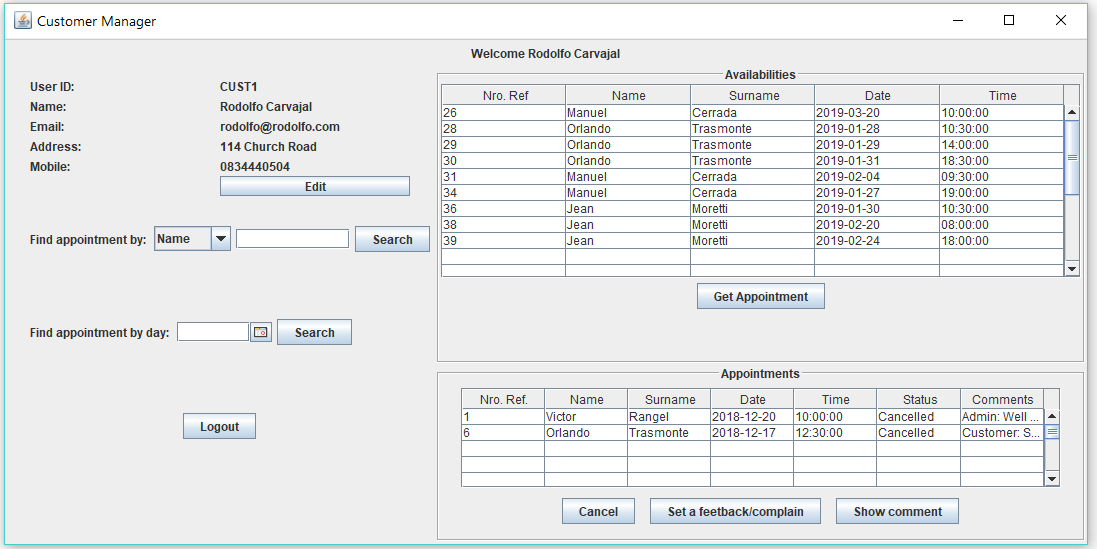 Customer Manager
Welcome Rodolfo Carvajal
User ID: CUST1
Name: Rodolfo Carvajal
Email: rodolfo@rodolfo.com
Address: 114 Church Road
Mobile: 0834440504
Edit
Find appointment by: Name Search
Find appointment by day: Search
Logout
Availabilities
Nro. Ref Name Surname Date Time
26 Manuel Cerrada 2019-03-20 10:00:00
28 Orlando Trasmonte 2019-01-28 10:30:00
29 Orlando Trasmonte 2019-01-29 14:00:00
30 Orlando Trasmonte 2019-01-31 18:30:00
31 Manuel Cerrada 2019-02-04 09:30:00
34 Manuel Cerrada 2019-01-27 19:00:00
36 Jean Moretti 2019-01-30 10:30:00
38 Jean Moretti 2019-02-20 08:00:00
39 Jean Moretti 2019-02-24 18:00:00
Get Appointment
Appointments
Nro. Ref. Name Surname Date Time Status Comments
1 Victor Rangel 2018-12-20 10:00:00 Cancelled Admin: Well ...
6 Orlando Trasmonte 2018-12-17 12:30:00 Cancelled Customer: S...
Cancel Set a feetback/complain Show comment